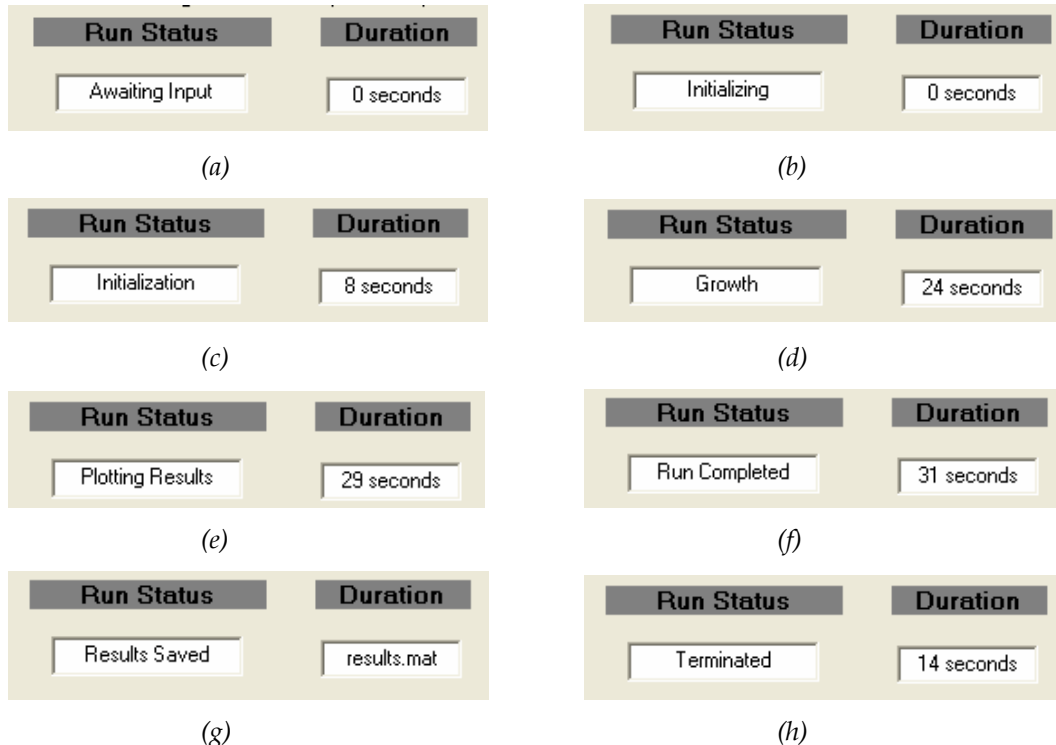 Run Status Duration
Awaiting Input 0 seconds
(a)
Run Status Duration
Initializing 0 seconds
(b)
Run Status Duration
Initialization 8 seconds
(c)
Run Status Duration
Growth 24 seconds
(d)
Run Status Duration
Plotting Results 29 seconds
(e)
Run Status Duration
Run Completed 31 seconds
(f)
Run Status Duration
Results Saved results.mat
(g)
Run Status Duration
Terminated 14 seconds
(h)